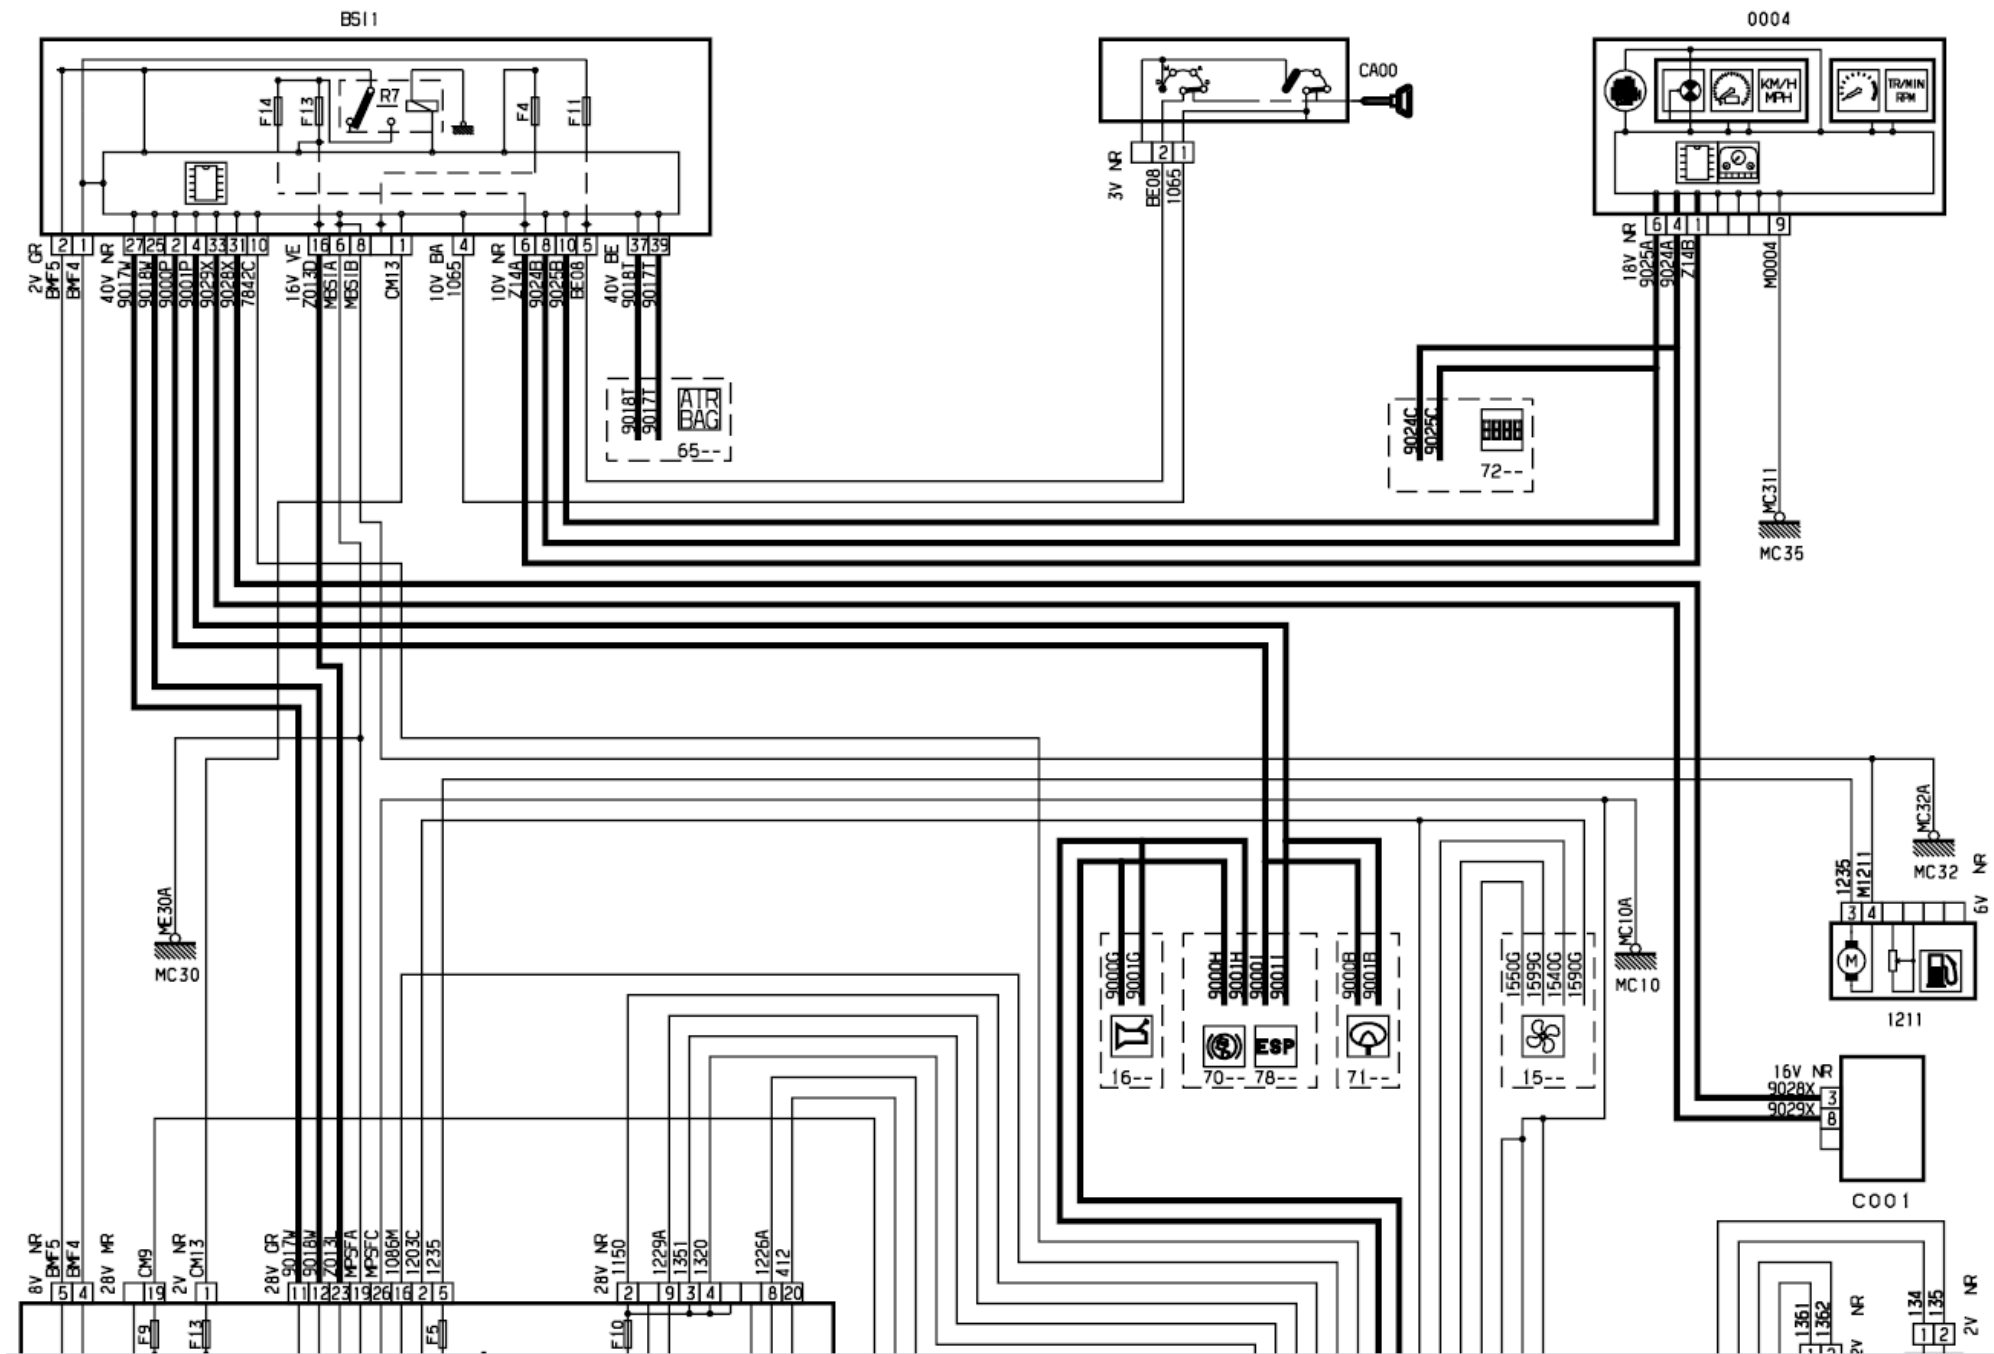 BSI1
0004
F14
F13
R7
F4
F11
CA00
KM/H
MPH
TR/MIN
RPM
2V GR
2 1
BMF5
BMF4
40V NR
27 25 2 4 33 31 10
9017W
9018W
9000P
9001P
9029X
9028X
7842C
16V VE
16 6 8 1
Z013D
MBSIA
MBSIB
CM13
10V BA
4
1065
10V NR
6 8 10 5
Z14A
9024B
9025B
BE08
40V BE
37 39
9018T
9017T
3V NR
2 1
BE08
1065
18V NR
6 4 1 9
9025A
9024A
Z14B
M0004
9018T
9017T
AIR
BAG
65--
9024C
9025C
72--
MC311
MC35
ME30A
MC30
MC32A
MC32
1235
M1211
6V NR
3 4
M
1211
MC10A
MC10
9000G
9001G
16--
9000H
9001H
9000I
9001I
ESP
70-- 78--
9000B
9001B
71--
1550G
1599G
1540G
1590G
15--
16V NR
9028X
3
9029X
8
C001
8V NR
BMF5
BMF4
5 4
28V MR
CM9
19
2V NR
CM13
1
28V GR
9017W
9018W
Z013L
MPSFA
MPSFC
1086M
1203C
1235
11 12 23 19 26 16 2 5
28V NR
1150
1229A
1351
1320
1226A
412
2 9 3 4 8 20
F9
F13
F5
F10
1361
1362
134
135
2V NR
1 2